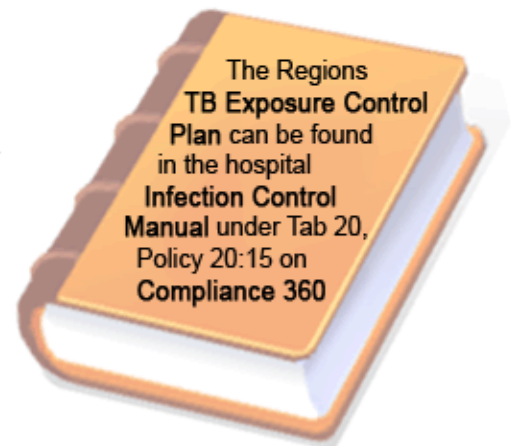 The Regions
TB Exposure Control
Plan can be found
in the hospital
Infection Control
Manual under Tab 20,
Policy 20:15 on
Compliance 360